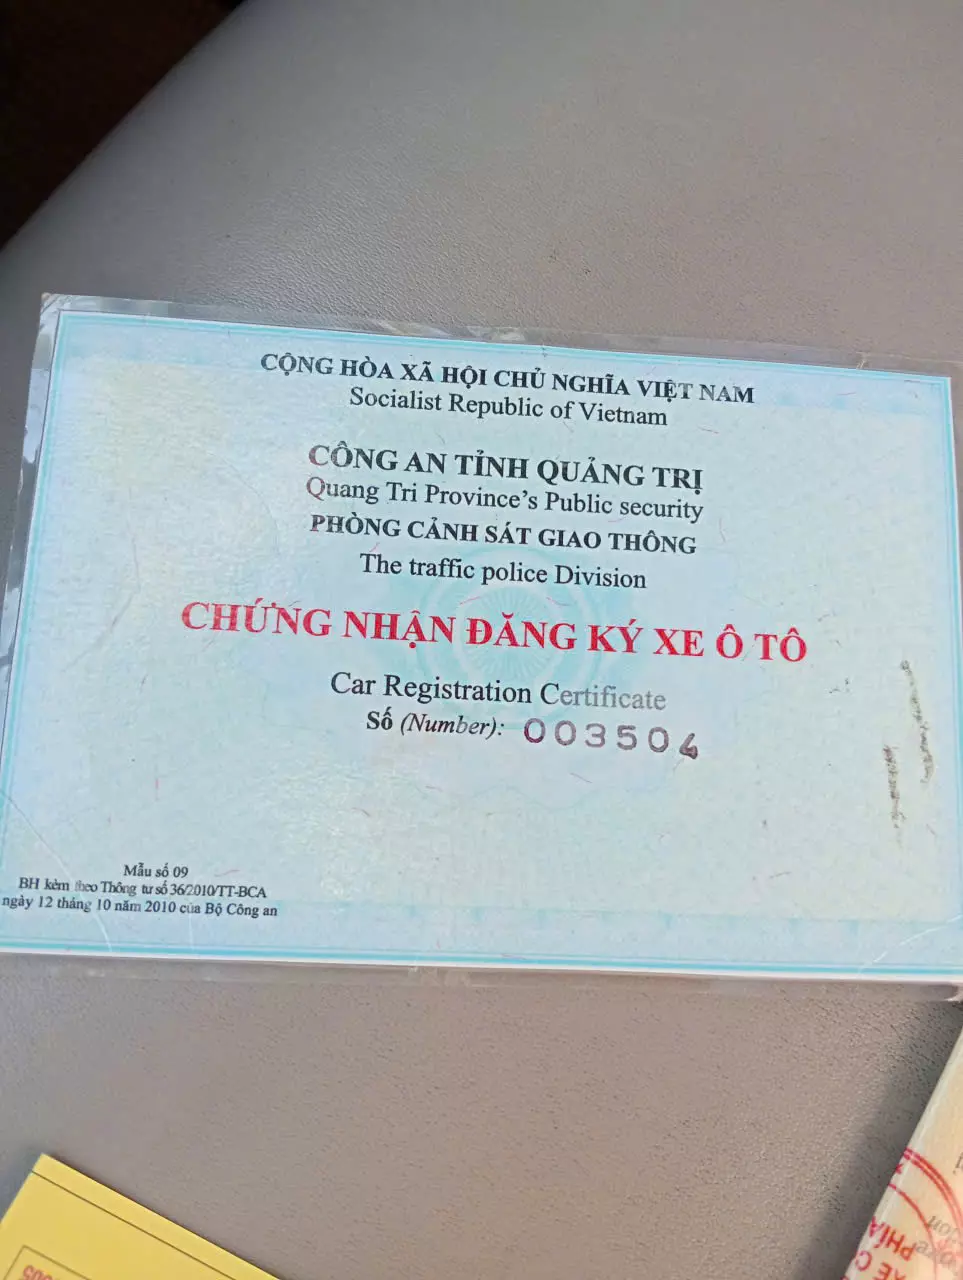 CỘNG HÒA XÃ HỘI CHỦ NGHĨA VIỆT NAM
Socialist Republic of Vietnam
CÔNG AN TỈNH QUẢNG TRỊ
Quang Tri Province's Public security
PHÒNG CẢNH SÁT GIAO THÔNG
The traffic police Division
CHỨNG NHẬN ĐĂNG KÝ XE Ô TÔ
Car Registration Certificate
Số (Number): 003504
Mẫu số 09
BH kèm theo Thông tư số 36/2010/TT-BCA
ngày 12 tháng 10 năm 2010 của Bộ Công an